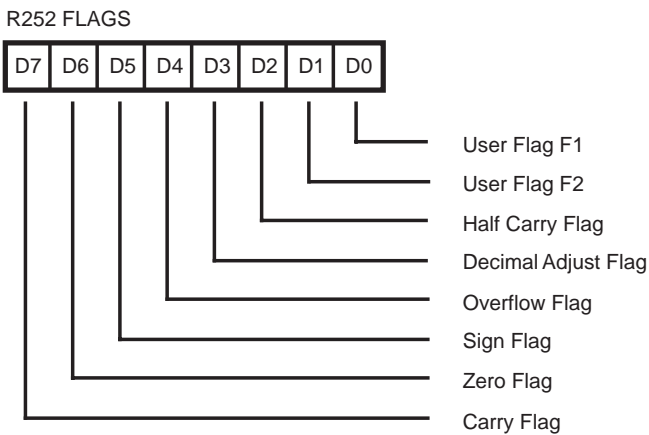 R252 FLAGS
D7 D6 D5 D4 D3 D2 D1 D0
User Flag F1
User Flag F2
Half Carry Flag
Decimal Adjust Flag
Overflow Flag
Sign Flag
Zero Flag
Carry Flag